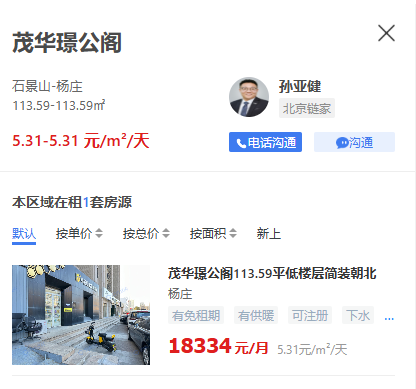 茂华璟公阁
石景山-杨庄
113.59-113.59㎡
5.31-5.31 元/m²/天
孙亚健
北京链家
电话沟通
沟通
本区域在租1套房源
默认 按单价 按总价 按面积 新上
茂华璟公阁113.59平低楼层简装朝北
杨庄
有免租期 有供暖 可注册 下水 ...
18334 元/月 5.31元/m²/天